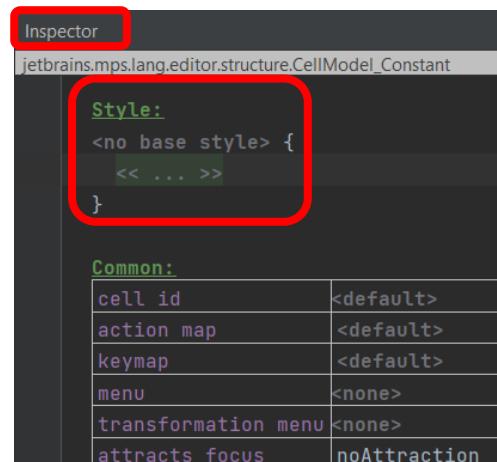 Inspector
jetbrains.mps.lang.editor.structure.CellModel_Constant
Style:
<no base style> {
<< ... >>
}
Common:
cell id <default>
action map <default>
keymap <default>
menu <none>
transformation menu <none>
attracts focus noAttraction